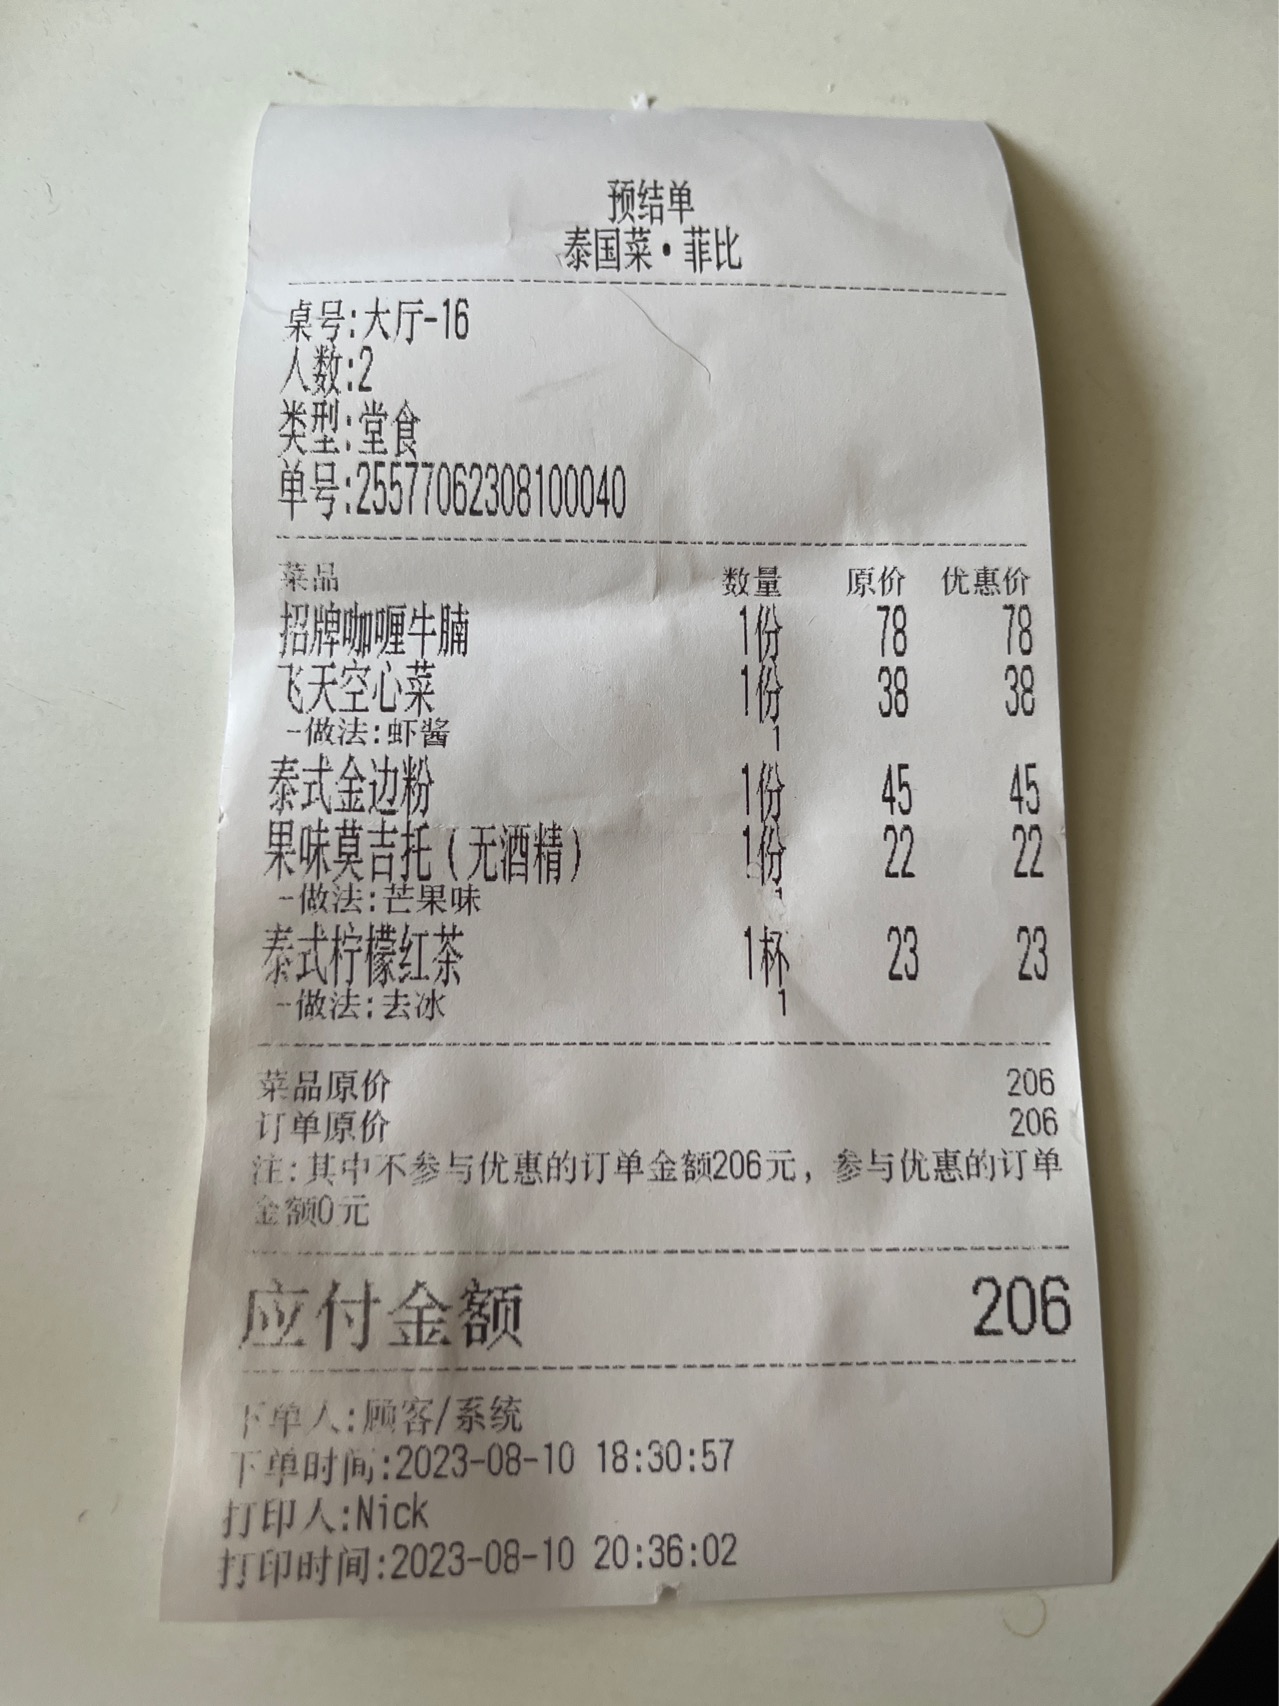 预结单
泰国菜•菲比
桌号:大厅-16
人数:2
类型:堂食
单号:25577062308100040
菜品 数量 原价 优惠价
招牌咖喱牛腩 1份 78 78
飞天空心菜 1份 38 38
-做法:虾酱 1
泰式金边粉 1份 45 45
果味莫吉托(无酒精) 1份 22 22
-做法:芒果味 1
泰式柠檬红茶 1杯 23 23
-做法:去冰 1
菜品原价 206
订单原价 206
注:其中不参与优惠的订单金额206元, 参与优惠的订单
金额0元
应付金额 206
下单人:顾客/系统
下单时间:2023-08-10 18:30:57
打印人:Nick
打印时间:2023-08-10 20:36:02